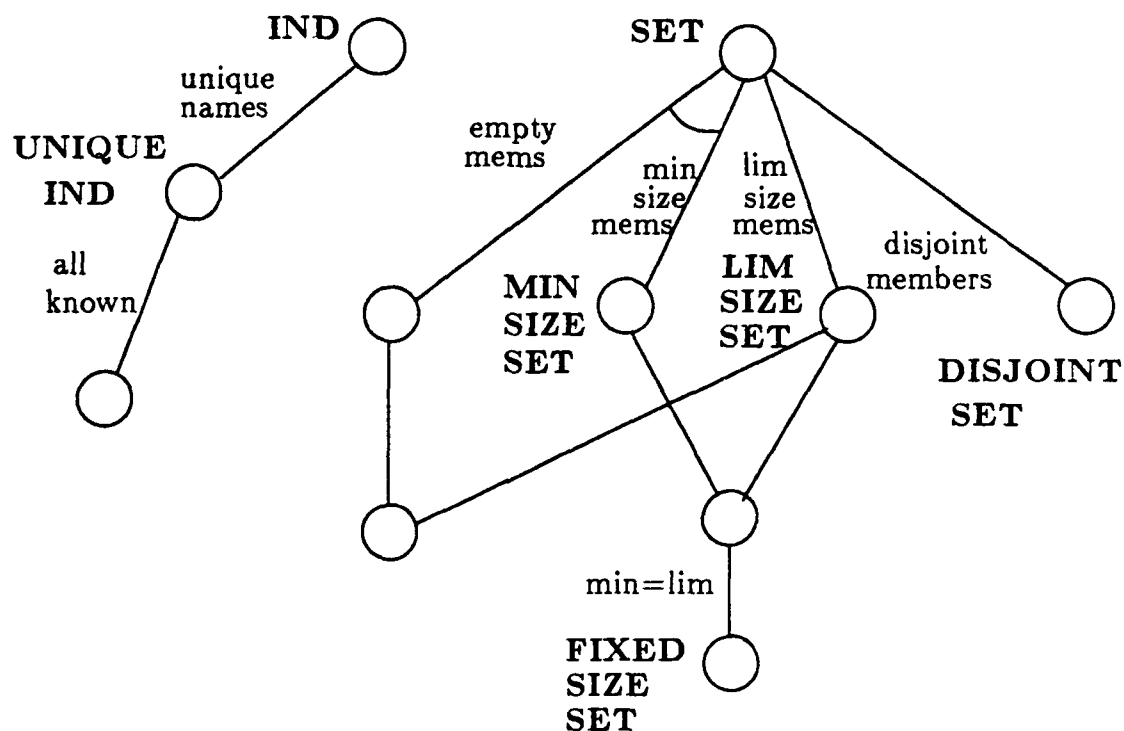 IND
SET
unique
names
UNIQUE
IND
all
known
empty
mems
min
size
mems
lim
size
mems
disjoint
members
MIN
SIZE
SET
LIM
SIZE
SET
DISJOINT
SET
min=lim
FIXED
SIZE
SET